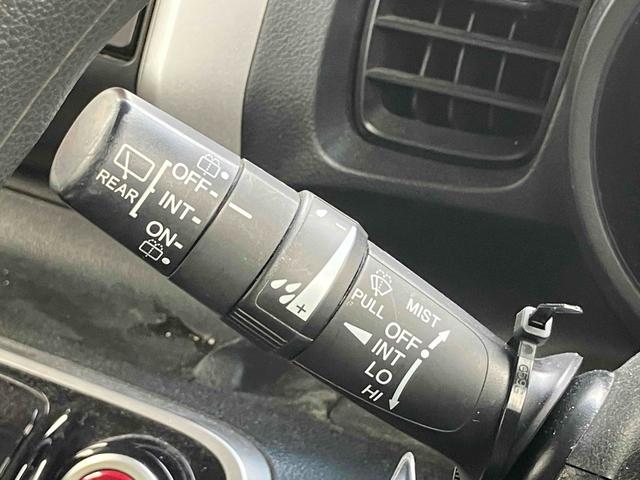 REAR
OFF-
INT-
ON-
- 
+
PULL
MIST
OFF
INT
LO
HI